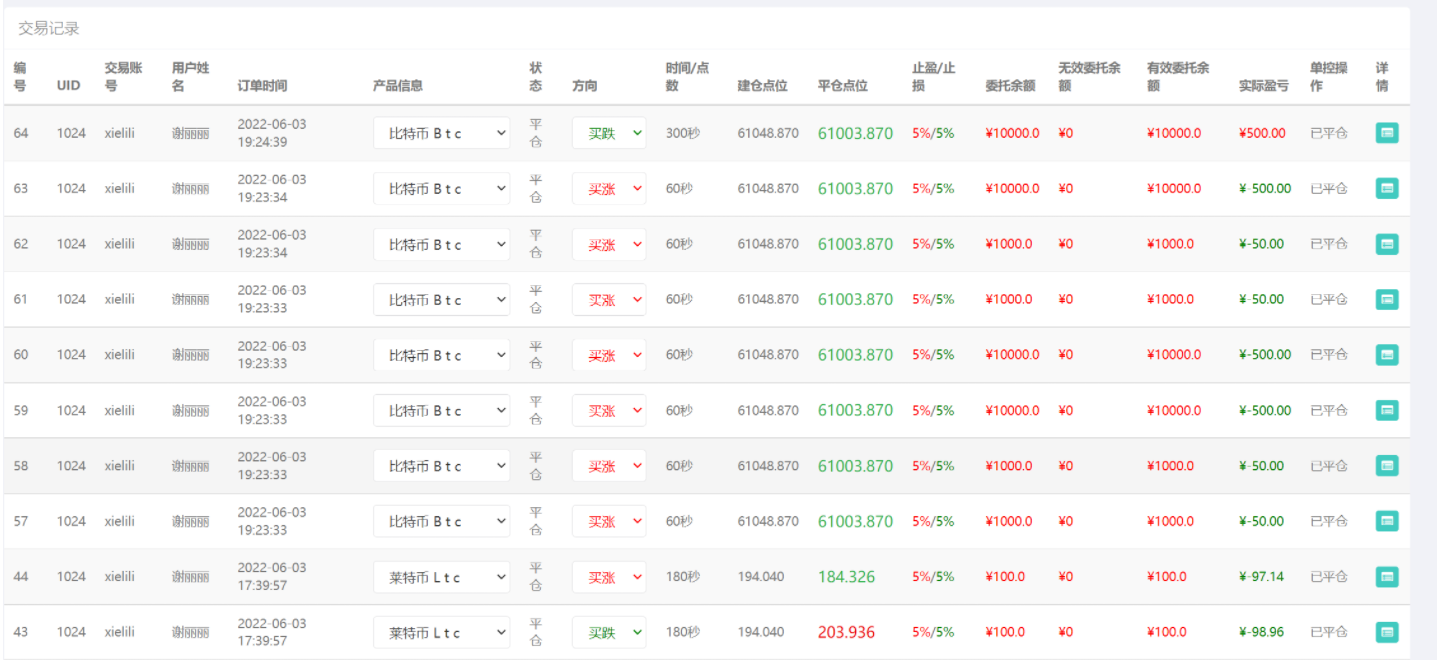 交易记录
编号 UID 交易账号 用户姓名 订单时间 产品信息 状态 方向 时间/点数 建仓点位 平仓点位 止盈/止损 委托余额 无效委托余额 有效委托余额 实际盈亏 单控操作 详情
64 1024 xielili 谢丽丽 2022-06-03 19:24:39 比特币 B t c 平仓 买跌 300秒 61048.870 61003.870 5%/5% ¥10000.0 ¥0 ¥10000.0 ¥500.00 已平仓
63 1024 xielili 谢丽丽 2022-06-03 19:23:34 比特币 B t c 平仓 买涨 60秒 61048.870 61003.870 5%/5% ¥10000.0 ¥0 ¥10000.0 ¥-500.00 已平仓
62 1024 xielili 谢丽丽 2022-06-03 19:23:34 比特币 B t c 平仓 买涨 60秒 61048.870 61003.870 5%/5% ¥1000.0 ¥0 ¥1000.0 ¥-50.00 已平仓
61 1024 xielili 谢丽丽 2022-06-03 19:23:33 比特币 B t c 平仓 买涨 60秒 61048.870 61003.870 5%/5% ¥1000.0 ¥0 ¥1000.0 ¥-50.00 已平仓
60 1024 xielili 谢丽丽 2022-06-03 19:23:33 比特币 B t c 平仓 买涨 60秒 61048.870 61003.870 5%/5% ¥10000.0 ¥0 ¥10000.0 ¥-500.00 已平仓
59 1024 xielili 谢丽丽 2022-06-03 19:23:33 比特币 B t c 平仓 买涨 60秒 61048.870 61003.870 5%/5% ¥10000.0 ¥0 ¥10000.0 ¥-500.00 已平仓
58 1024 xielili 谢丽丽 2022-06-03 19:23:33 比特币 B t c 平仓 买涨 60秒 61048.870 61003.870 5%/5% ¥1000.0 ¥0 ¥1000.0 ¥-50.00 已平仓
57 1024 xielili 谢丽丽 2022-06-03 19:23:33 比特币 B t c 平仓 买涨 60秒 61048.870 61003.870 5%/5% ¥1000.0 ¥0 ¥1000.0 ¥-50.00 已平仓
44 1024 xielili 谢丽丽 2022-06-03 17:39:57 莱特币 L t c 平仓 买涨 180秒 194.040 184.326 5%/5% ¥100.0 ¥0 ¥100.0 ¥-97.14 已平仓
43 1024 xielili 谢丽丽 2022-06-03 17:39:57 莱特币 L t c 平仓 买跌 180秒 194.040 203.936 5%/5% ¥100.0 ¥0 ¥100.0 ¥-98.96 已平仓